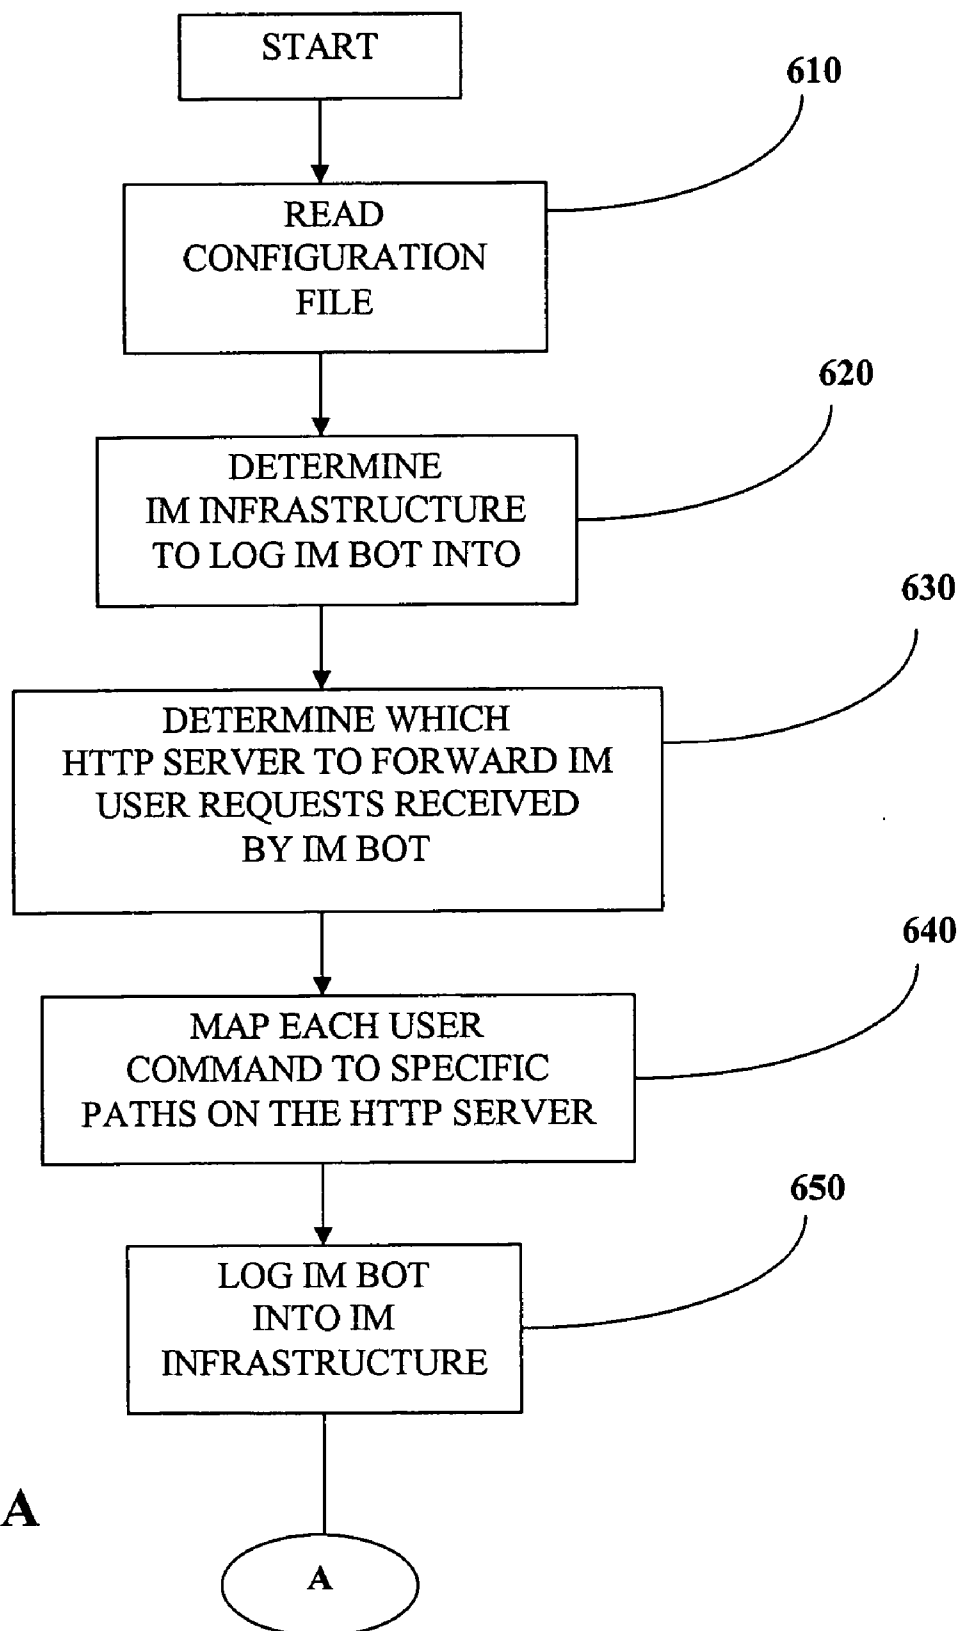 START
610
READ
CONFIGURATION
FILE
620
DETERMINE
IM INFRASTRUCTURE
TO LOG IM BOT INTO
630
DETERMINE WHICH
HTTP SERVER TO FORWARD IM
USER REQUESTS RECEIVED
BY IM BOT
640
MAP EACH USER
COMMAND TO SPECIFIC
PATHS ON THE HTTP SERVER
650
LOG IM BOT
INTO IM
INFRASTRUCTURE
A
A